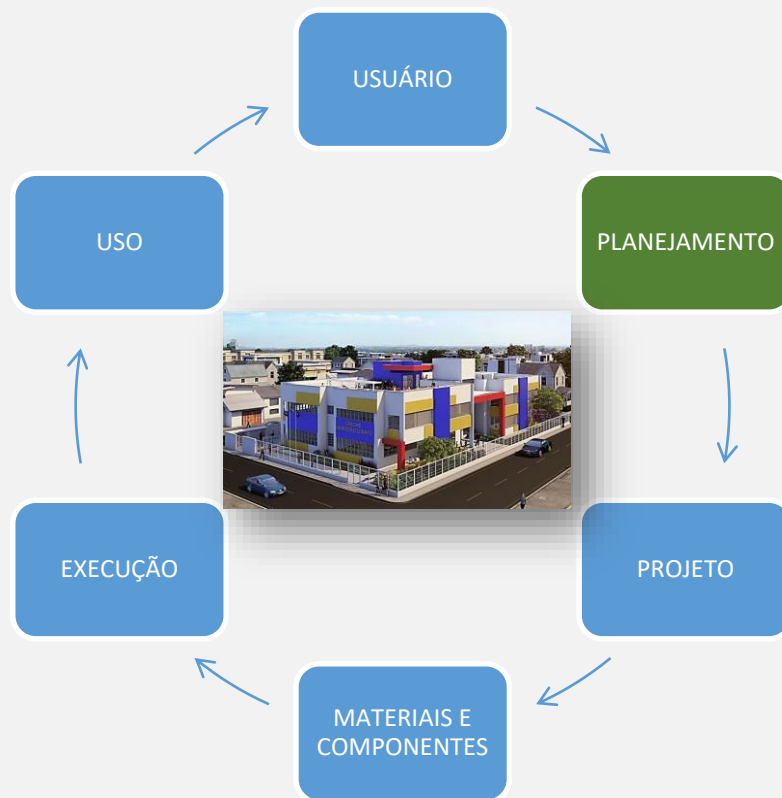 USUÁRIO
PLANEJAMENTO
PROJETO
MATERIAIS E
COMPONENTES
EXECUÇÃO
USO